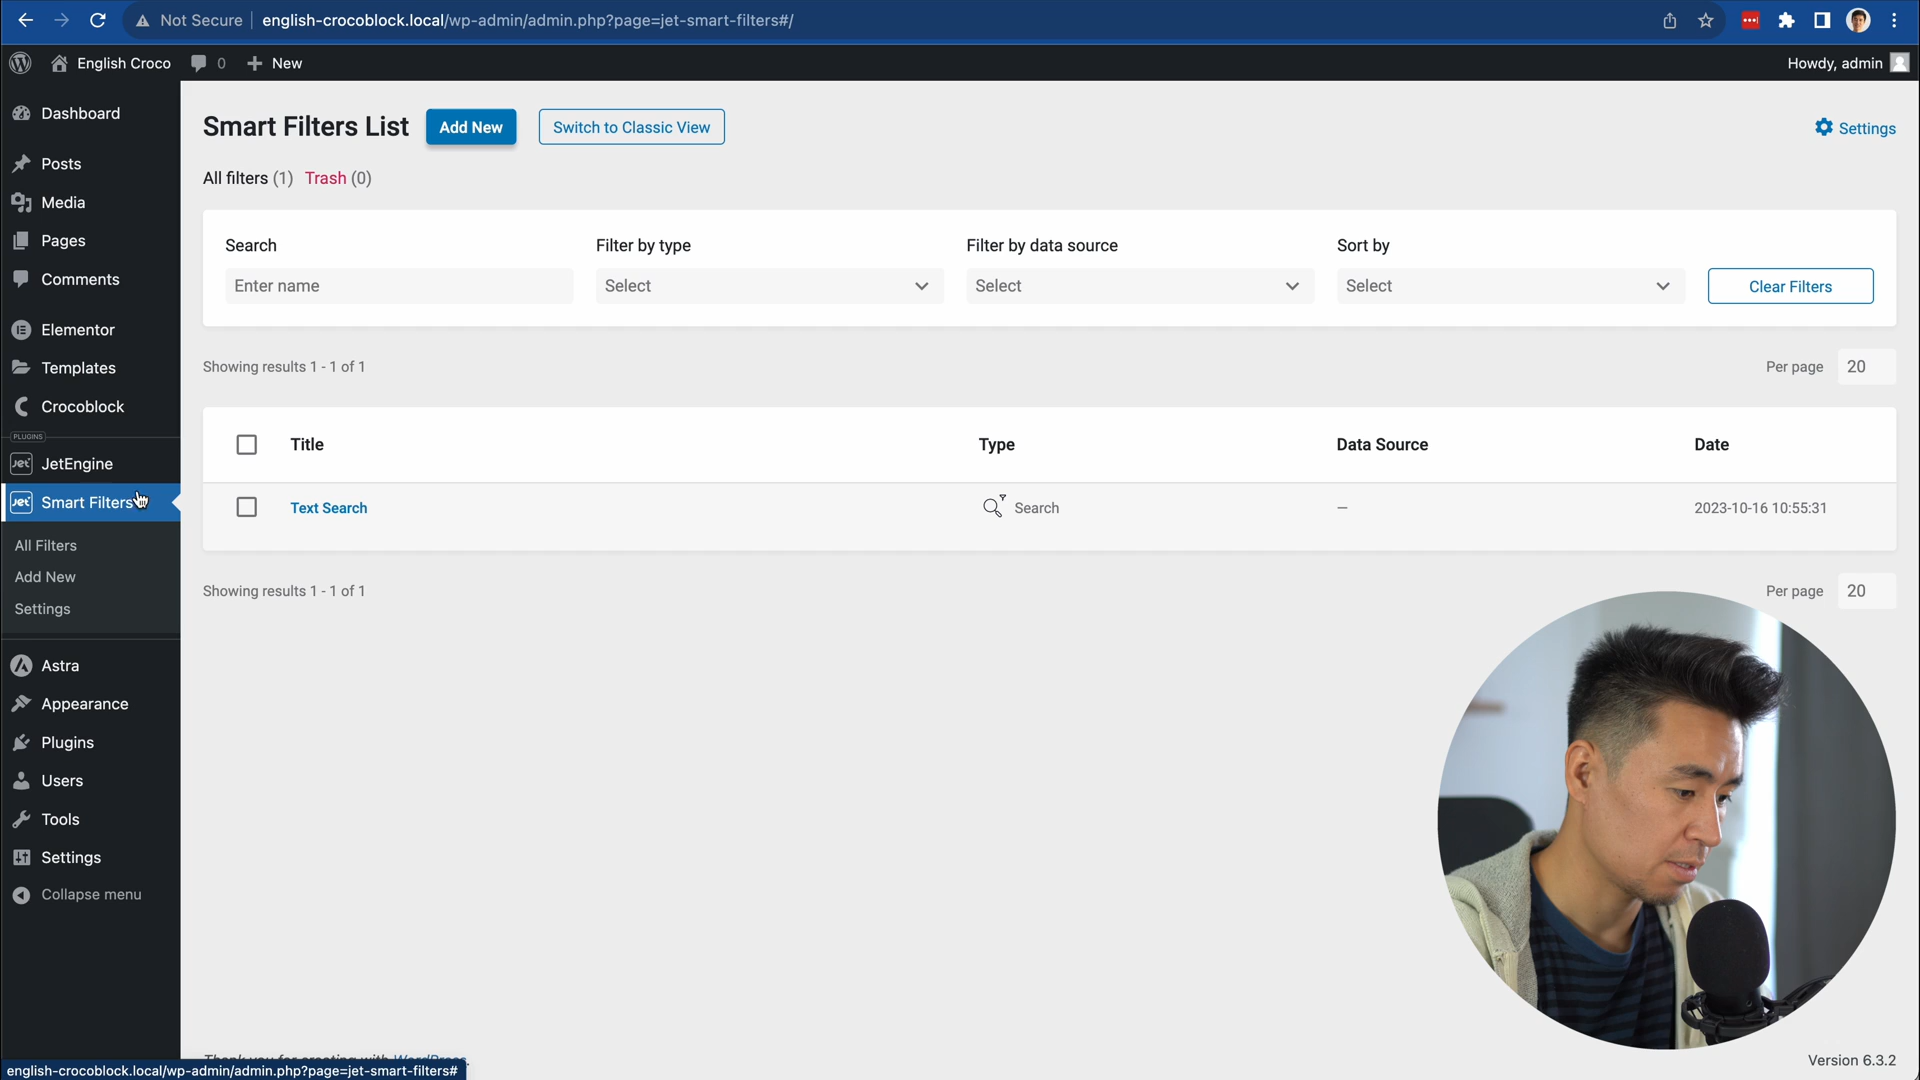 Not Secure
english-crocoblock.local/wp-admin/admin.php?page=jet-smart-filters#/
English Croco
0
New
Howdy, admin
Dashboard
Posts
Media
Pages
Comments
Elementor
Templates
Crocoblock
PLUGINS
Jet JetEngine
Jet Smart Filters
All Filters
Add New
Settings
Astra
Appearance
Plugins
Users
Tools
Settings
Collapse menu
Smart Filters List
Add New
Switch to Classic View
Settings
All filters (1) Trash (0)
Search
Filter by type
Filter by data source
Sort by
Enter name
Select
Select
Select
Clear Filters
Showing results 1 - 1 of 1
Per page 20
Title
Type
Data Source
Date
Text Search
Search
–
2023-10-16 10:55:31
Showing results 1 - 1 of 1
Per page 20
Thank you for creating with WordPress.
Version 6.3.2
english-crocoblock.local/wp-admin/admin.php?page=jet-smart-filters#